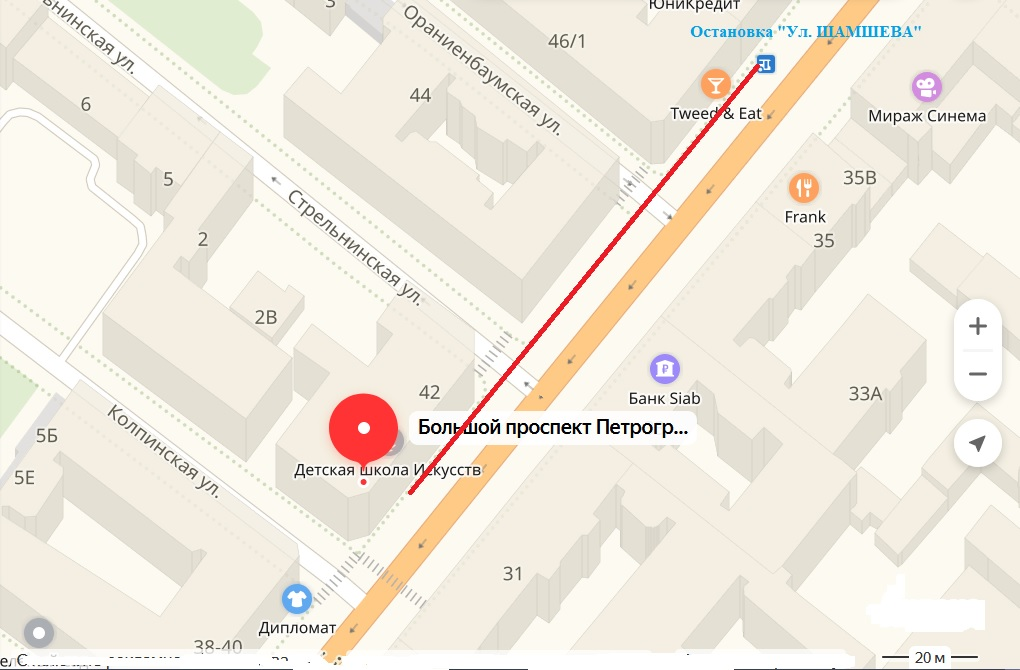 3
ЮниКредит
Остановка "Ул. ШАМШЕВА"
Ораниенбаумская ул.
46/1
44
6
Tweed & Eat
Мираж Синема
5
35В
Frank
35
2
Стрельнинская ул.
2В
Банк Siab
33А
42
Большой проспект Петрогр...
Детская школа Искусств
5Б
Колпинская ул.
5Е
31
Дипломат
38-40
20 м